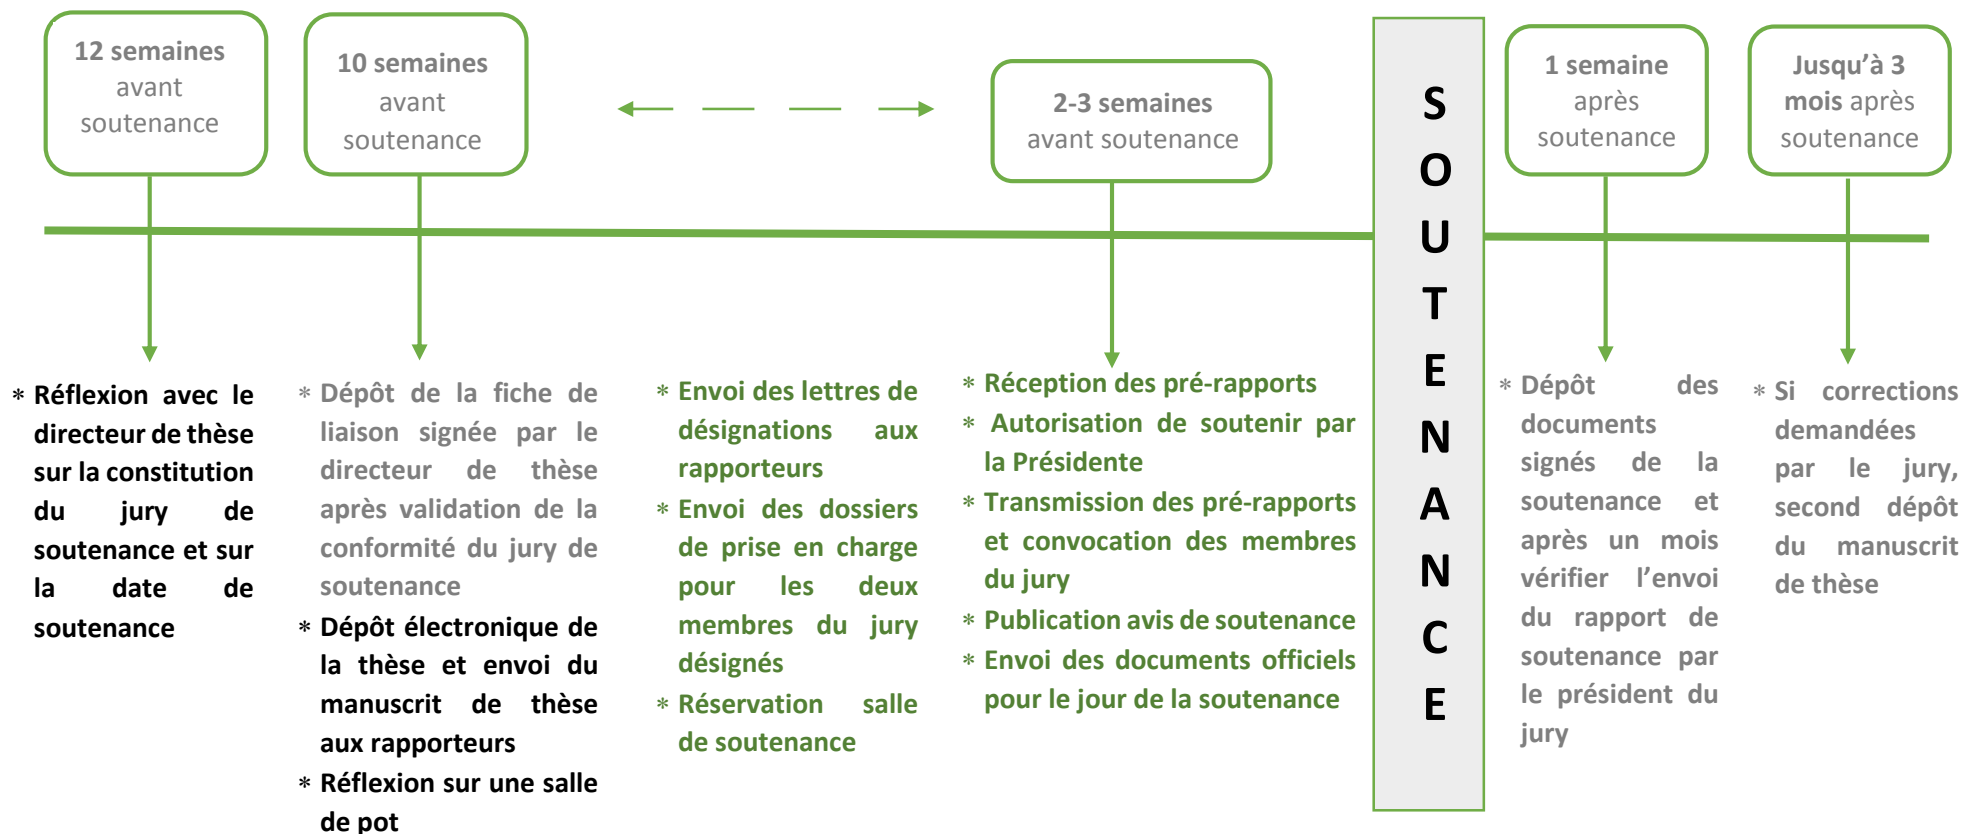 12 semaines
avant
soutenance
10 semaines
avant
soutenance
2-3 semaines
avant soutenance
S
O
U
T
E
N
A
N
C
E
1 semaine
après
soutenance
Jusqu’à 3
mois après
soutenance
* Réflexion avec le
directeur de thèse
sur la constitution
du jury de
soutenance et sur
la date de
soutenance
* Dépôt de la fiche de
liaison signée par le
directeur de thèse
après validation de la
conformité du jury de
soutenance
* Dépôt électronique de
la thèse et envoi du
manuscrit de thèse
aux rapporteurs
* Réflexion sur une salle
de pot
* Envoi des lettres de
désignations aux
rapporteurs
* Envoi des dossiers
de prise en charge
pour les deux
membres du jury
désignés
* Réservation salle
de soutenance
* Réception des pré-rapports
* Autorisation de soutenir par
la Présidente
* Transmission des pré-rapports
et convocation des membres
du jury
* Publication avis de soutenance
* Envoi des documents officiels
pour le jour de la soutenance
* Dépôt des
documents
signés de la
soutenance et
après un mois
vérifier l’envoi
du rapport de
soutenance par
le président du
jury
* Si corrections
demandées
par le jury,
second dépôt
du manuscrit
de thèse